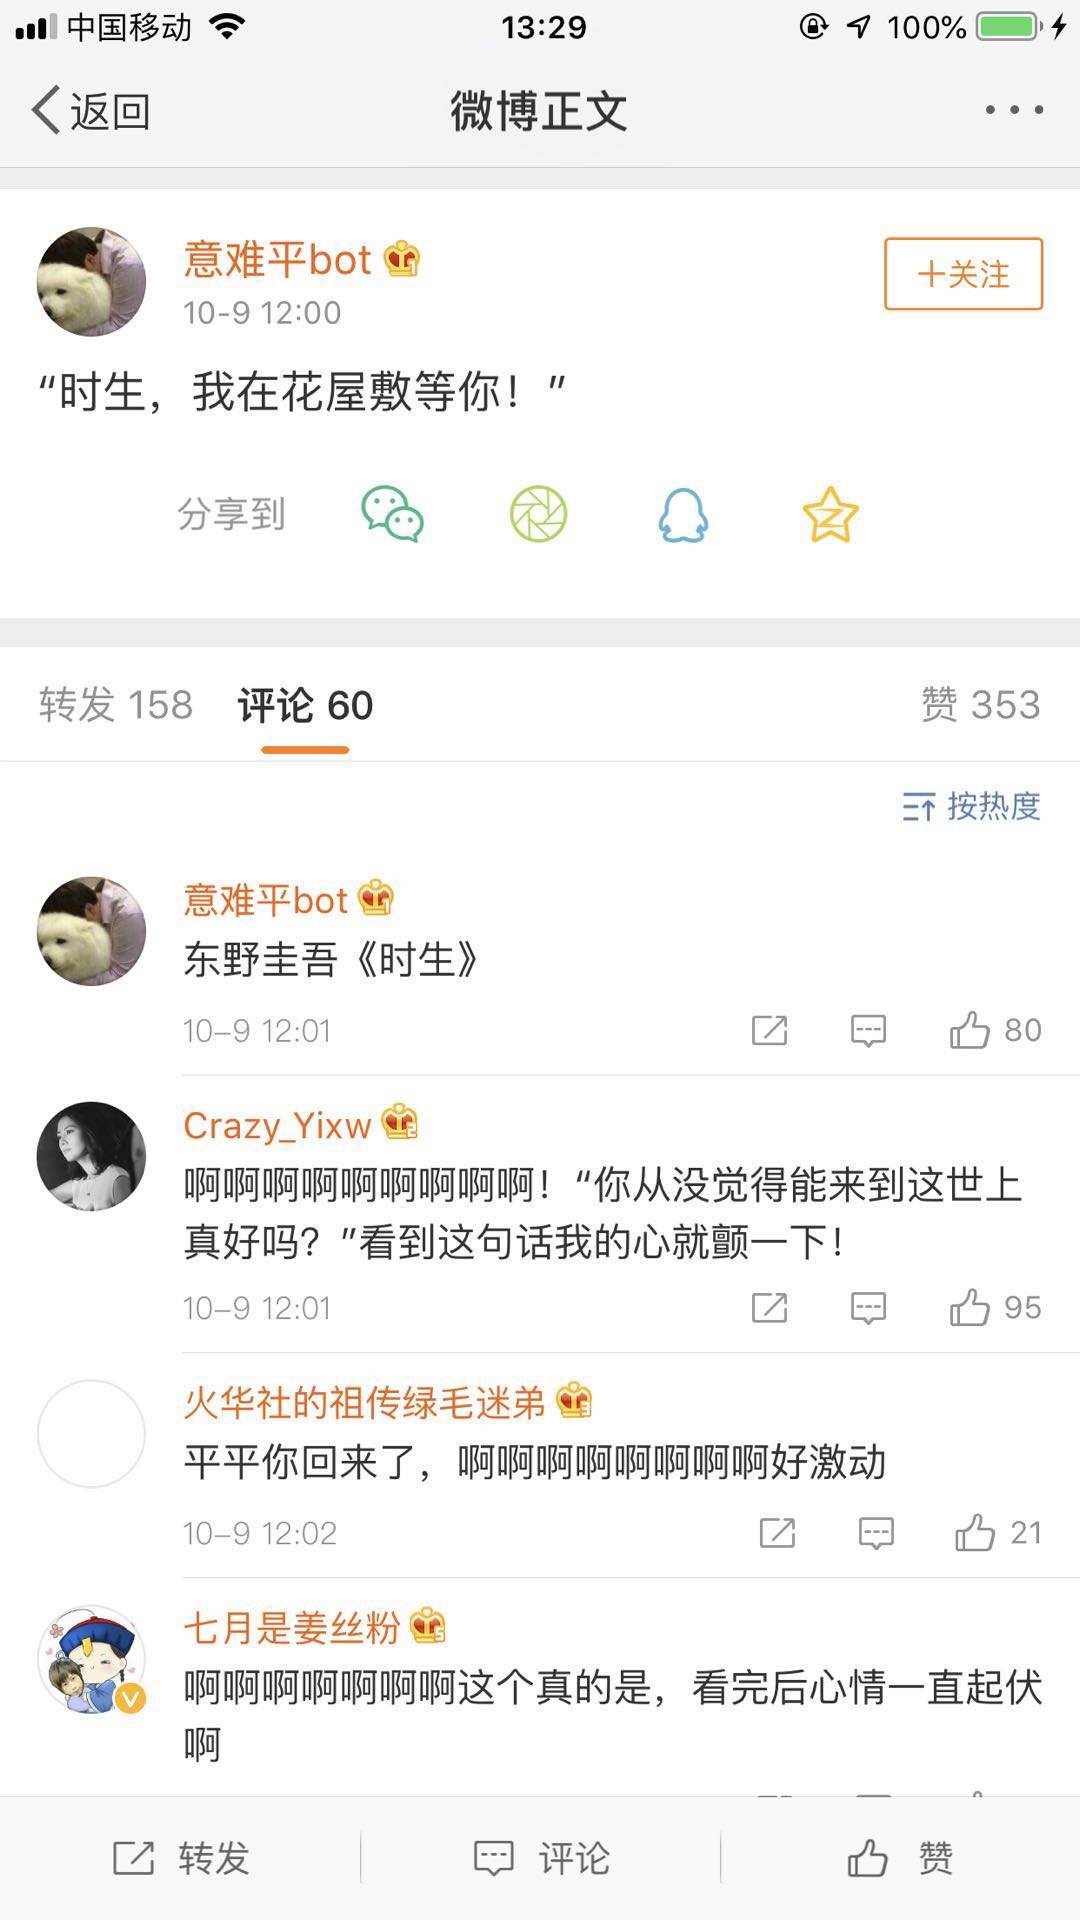 中国移动 13:29 100%
返回 微博正文
意难平bot
10-9 12:00
十关注
“时生，我在花屋敷等你！”
分享到
转发 158 评论 60 赞 353
按热度
意难平bot
东野圭吾《时生》
10-9 12:01 80
Crazy_Yixw
啊啊啊啊啊啊啊啊啊！“你从没觉得能来到这世上
真好吗？”看到这句话我的心就颤一下！
10-9 12:01 95
火华社的祖传绿毛迷弟
平平你回来了，啊啊啊啊啊啊啊啊好激动
10-9 12:02 21
七月是姜丝粉
啊啊啊啊啊啊啊这个真的是，看完后心情一直起伏
啊
转发 评论 赞